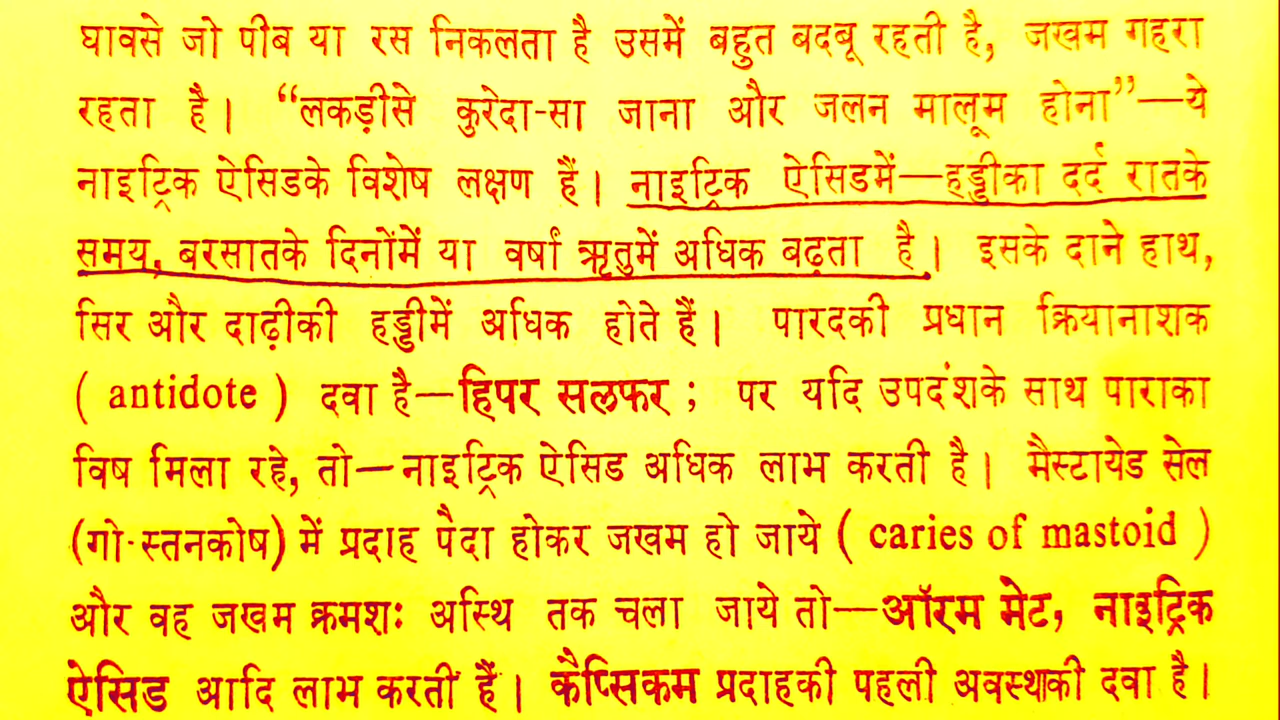 घावसे जो पीब या रस निकलता है उसमें बहुत बदबू रहती है, जखम गहरा
रहता है। “लकड़ीसे कुरेदा-सा जाना और जलन मालूम होना”—ये
नाइट्रिक ऐसिडके विशेष लक्षण हैं। नाइट्रिक ऐसिडमें—हड्डीका दर्द रातके
समय, बरसातके दिनोंमें या वर्षा ऋतुमें अधिक बढ़ता है। इसके दाने हाथ,
सिर और दाढ़ीकी हड्डीमें अधिक होते हैं। पारदकी प्रधान क्रियानाशक
( antidote ) दवा है—हिपर सलफर ; पर यदि उपदंशके साथ पाराका
विष मिला रहे, तो—नाइट्रिक ऐसिड अधिक लाभ करती है। मैस्टायेड सेल
(गो-स्तनकोष) में प्रदाह पैदा होकर जखम हो जाये ( caries of mastoid )
और वह जखम क्रमशः अस्थि तक चला जाये तो—ऑरम मेट, नाइट्रिक
ऐसिड आदि लाभ करतीं हैं। कैप्सिकम प्रदाहकी पहली अवस्थाकी दवा है।